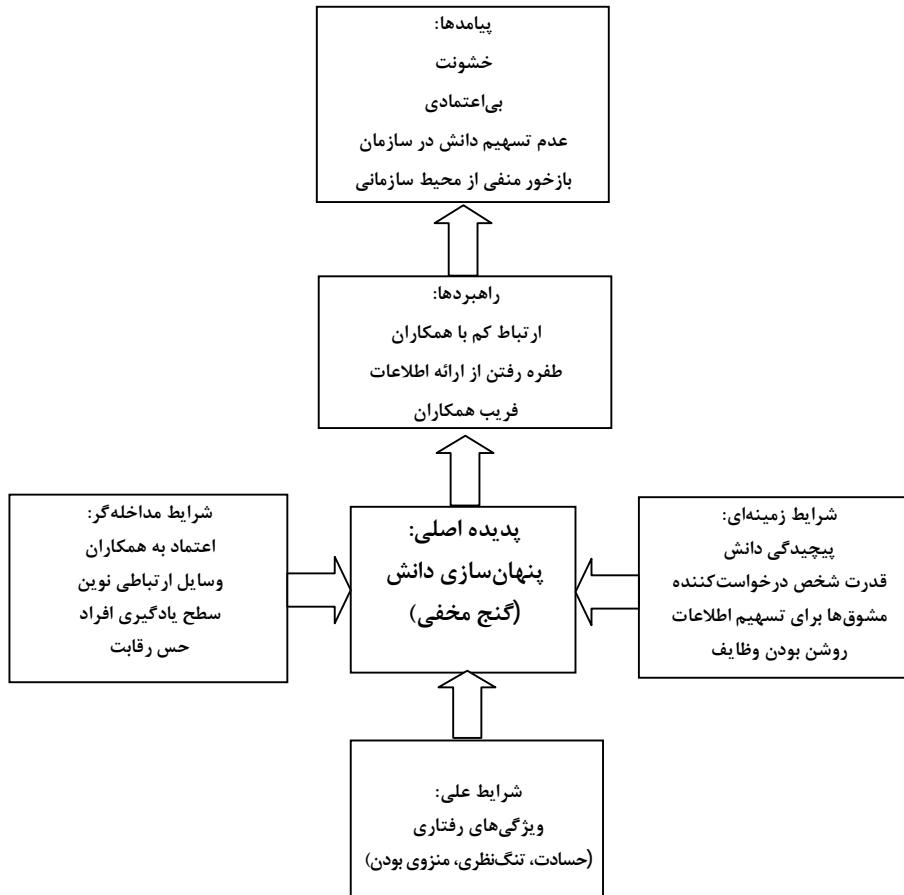 پیامدها:
خشونت
بی‌اعتمادی
عدم تسهیم دانش در سازمان
بازخور منفی از محیط سازمانی
راهبردها:
ارتباط کم با همکاران
طفره رفتن از ارائه اطلاعات
فریب همکاران
شرایط زمینه‌ای:
پیچیدگی دانش
قدرت شخص درخواست‌کننده
مشوق‌ها برای تسهیم اطلاعات
روشن بودن وظایف
پدیده اصلی:
پنهان‌سازی دانش
(گنج مخفی)
شرایط مداخله‌گر:
اعتماد به همکاران
وسایل ارتباطی نوین
سطح یادگیری افراد
حس رقابت
شرایط علی:
ویژگی‌های رفتاری
(حسادت، تنگ‌نظری، منزوی بودن)